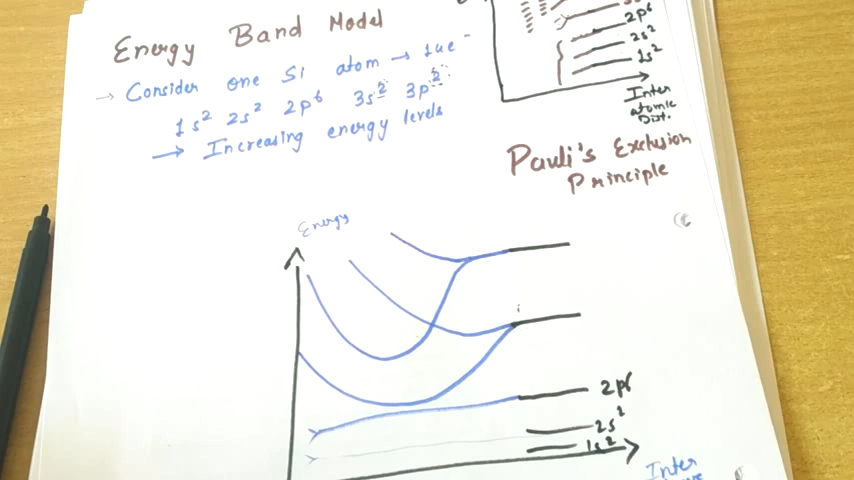 Energy Band Model
→ Consider one Si atom → 14e⁻
1s² 2s² 2p⁶ 3s² 3p²
→ Increasing energy levels
2p⁶
2s²
1s²
Inter
atomic
Dist.
Pauli's Exclusion
Principle
Energy
2p⁶
2s²
1s²
Inter